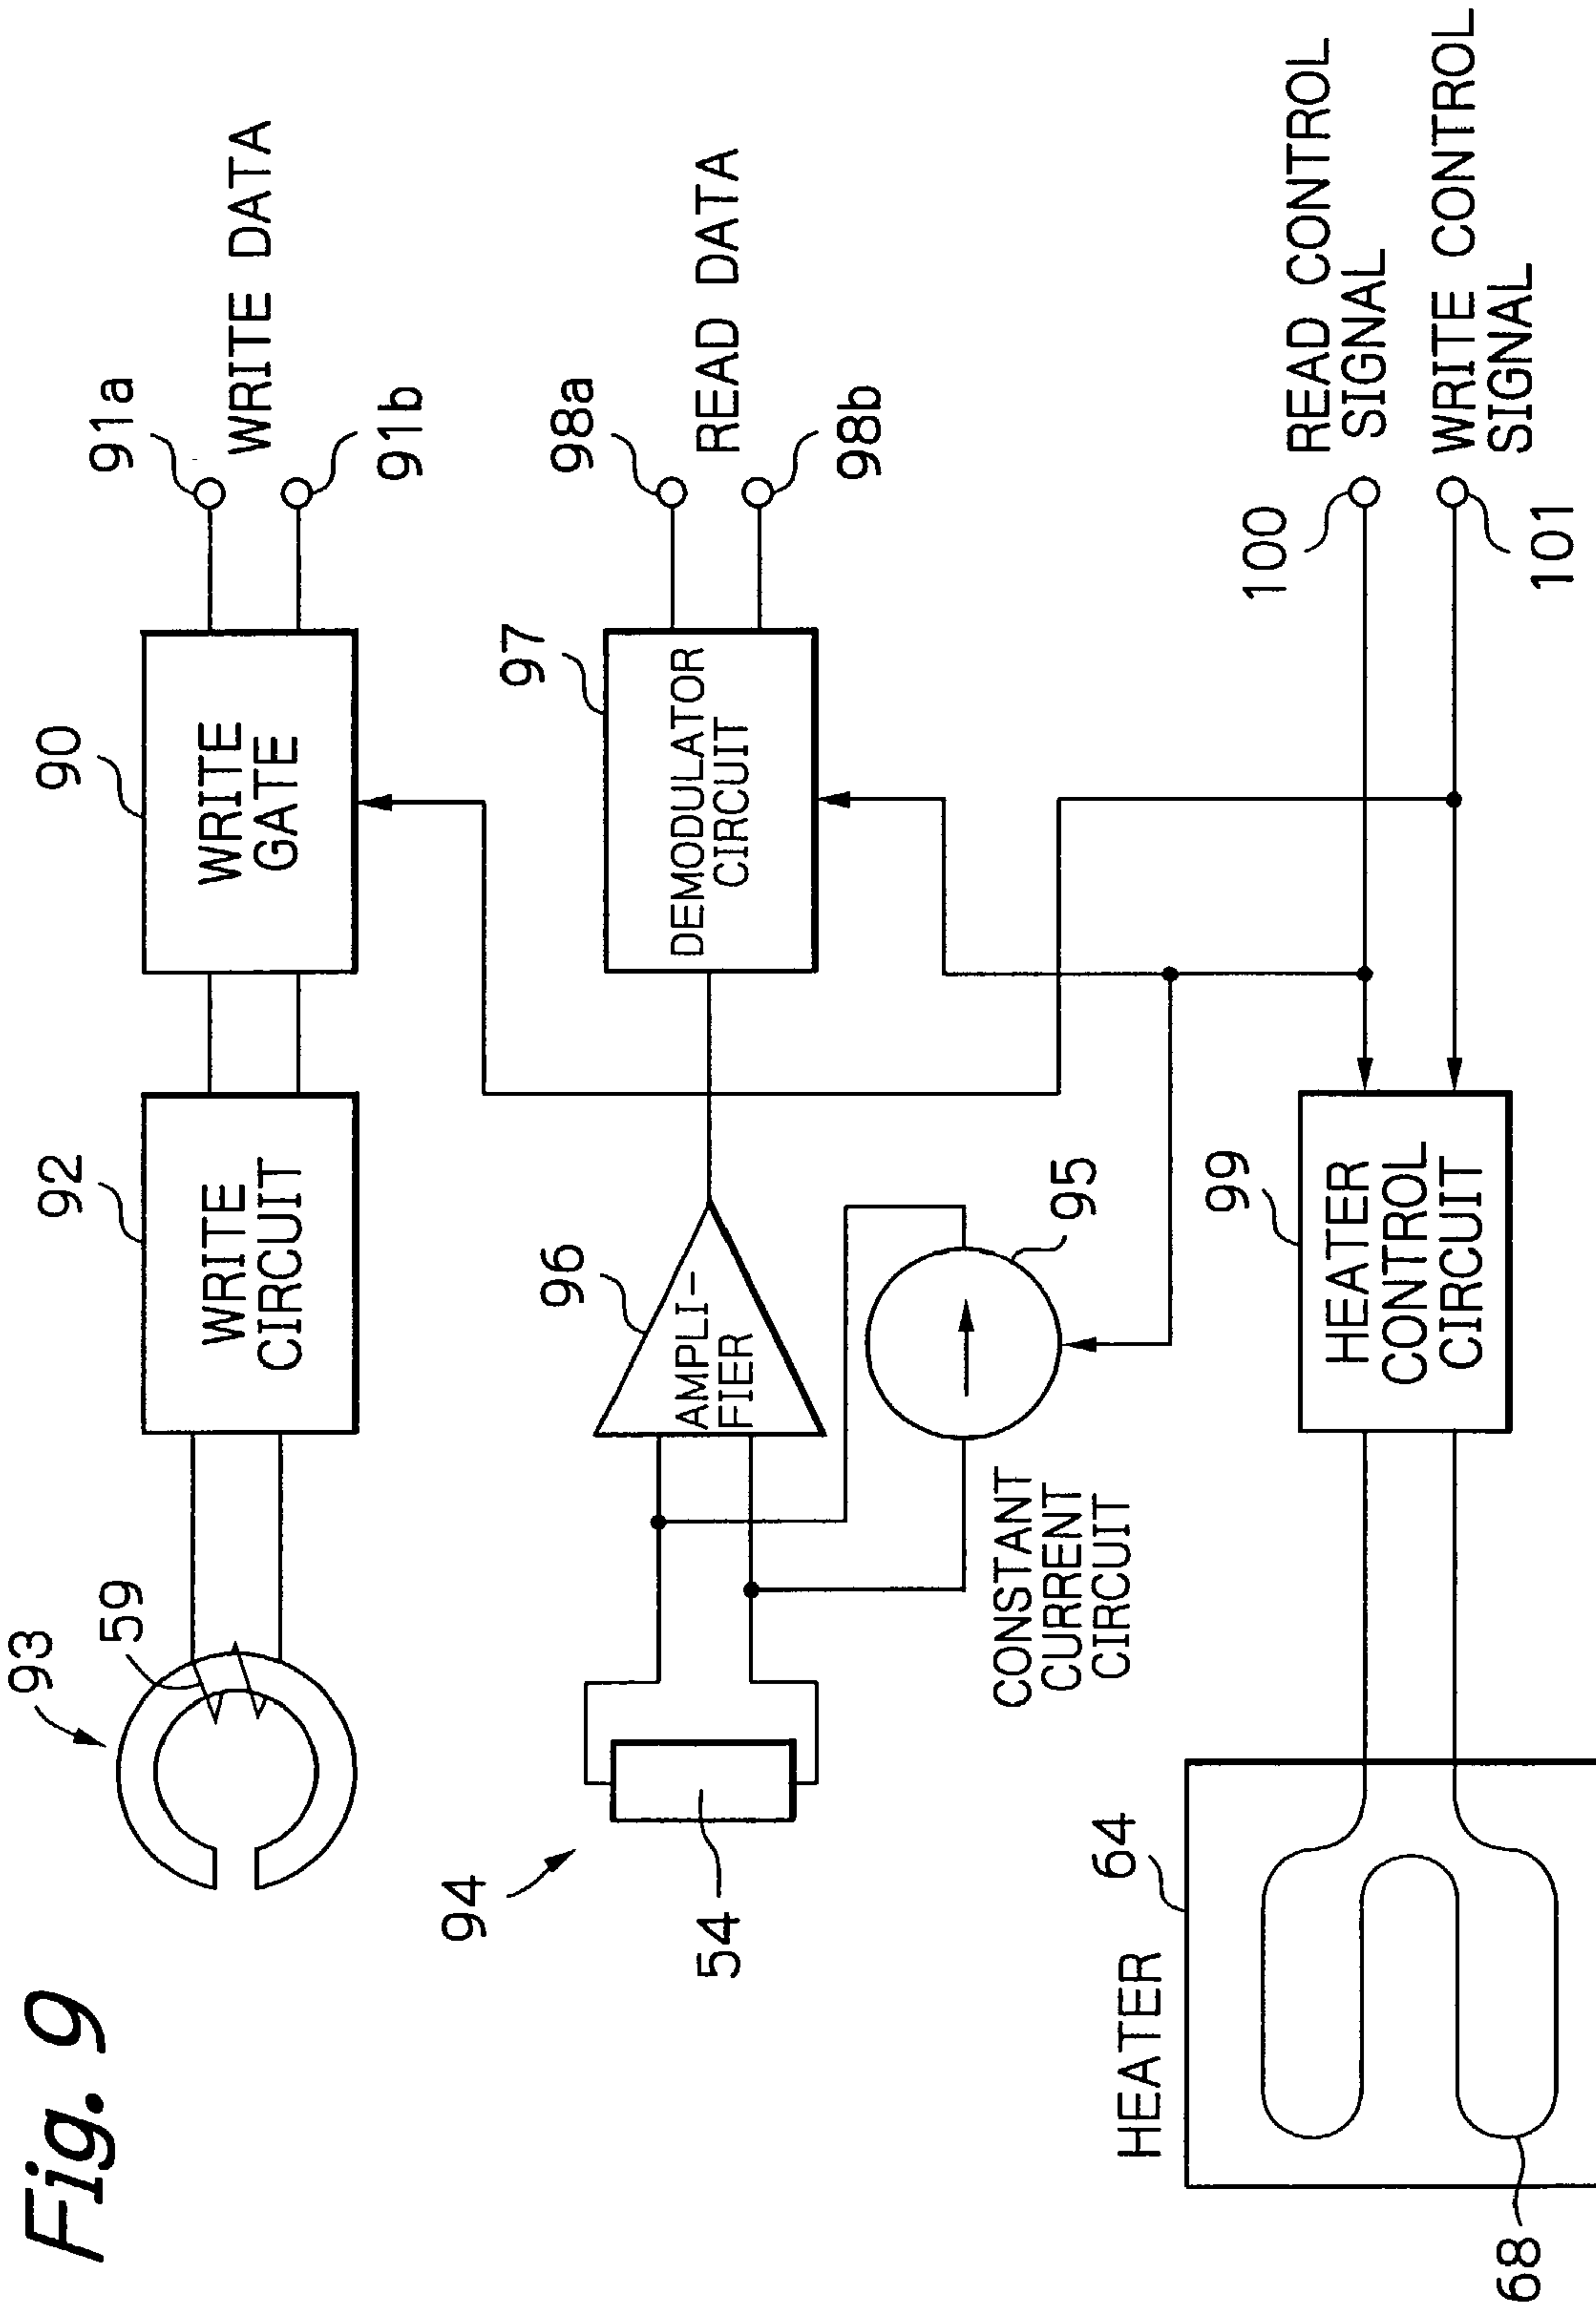 Fig. 9
93
59
92
WRITE
CIRCUIT
90
WRITE
GATE
91a
WRITE DATA
91b
94
54
96
AMPLI-
FIER
97
DEMODULATOR
CIRCUIT
98a
READ DATA
98b
CONSTANT
CURRENT
CIRCUIT
95
HEATER
64
68
99
HEATER
CONTROL
CIRCUIT
100
READ CONTROL
SIGNAL
WRITE CONTROL
SIGNAL
101